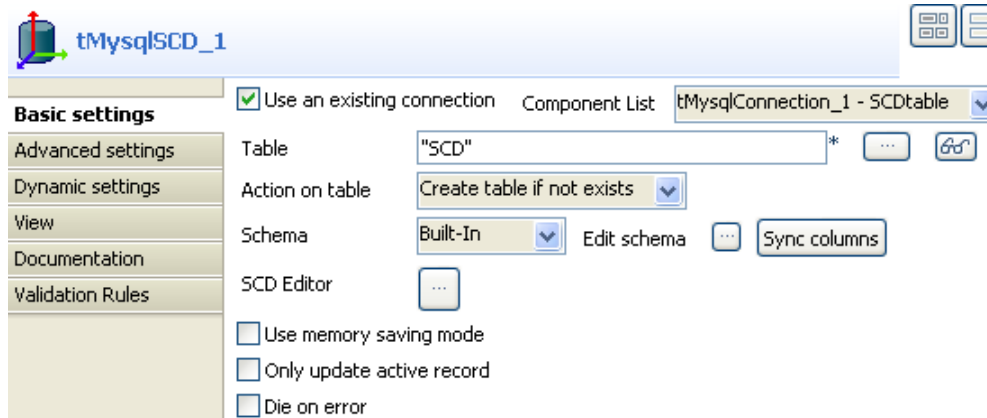 tMysqlSCD_1
Basic settings
Advanced settings
Dynamic settings
View
Documentation
Validation Rules
Use an existing connection Component List tMysqlConnection_1 - SCDtable
Table "SCD" * ...
Action on table Create table if not exists
Schema Built-In Edit schema ... Sync columns
SCD Editor ...
Use memory saving mode
Only update active record
Die on error